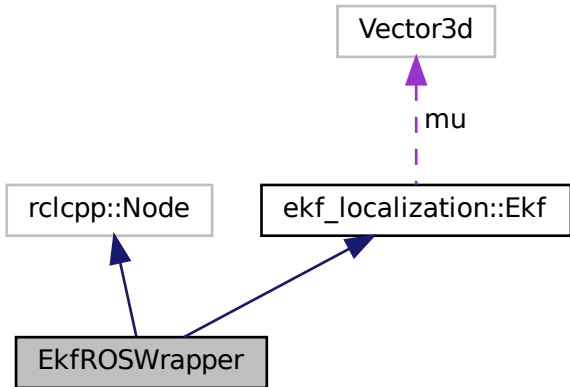 Vector3d
mu
rclcpp::Node
ekf_localization::Ekf
EkfROSWrapper